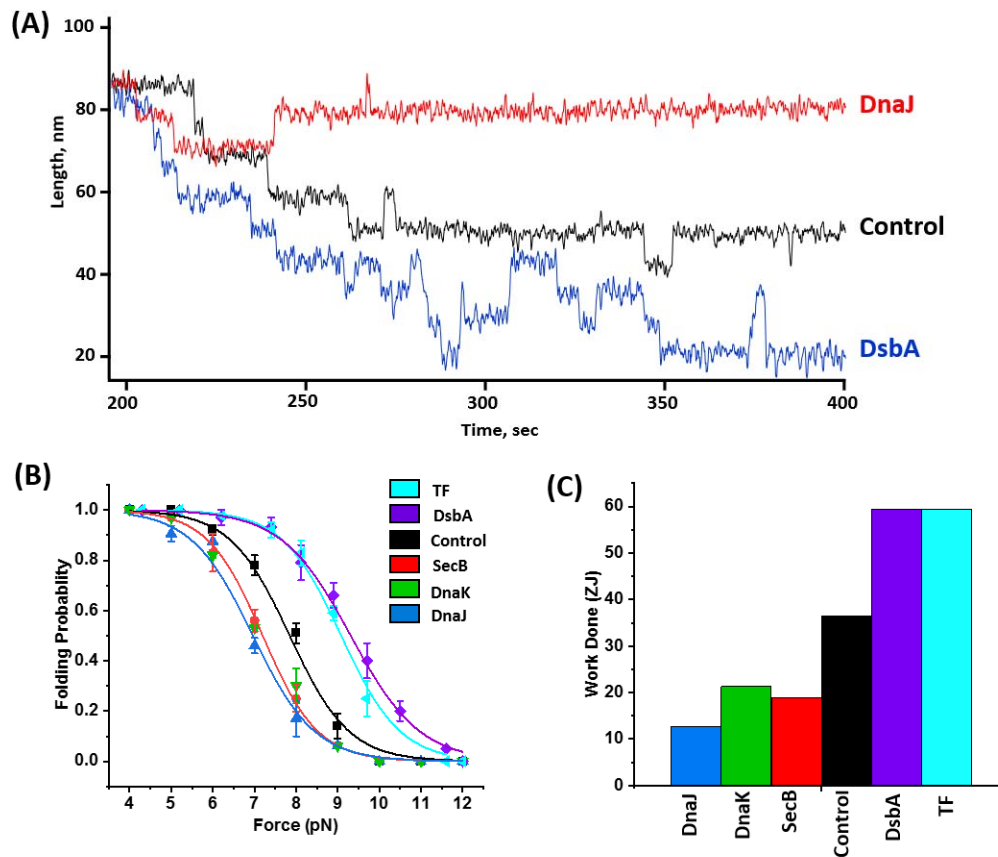 (A)
100
80
60
40
20
Length, nm
DnaJ
Control
DsbA
200
250
300
350
400
Time, sec
(B)
1.0
0.8
0.6
0.4
0.2
0.0
Folding Probablity
TF
DsbA
Control
SecB
DnaK
DnaJ
4 5 6 7 8 9 10 11 12
Force (pN)
(C)
60
50
40
30
20
10
0
Work Done (ZJ)
DnaJ
DnaK
SecB
Control
DsbA
TF